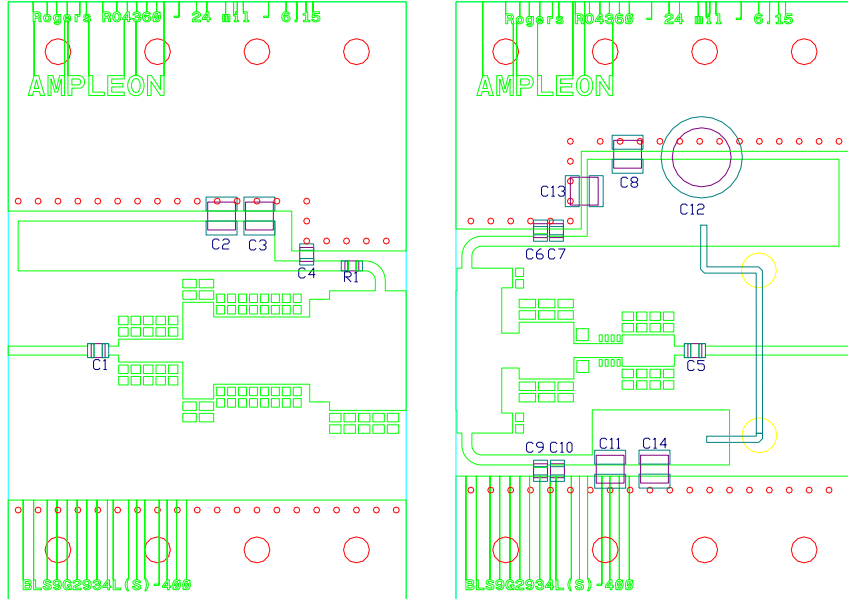 Rogers RO4360 - 24 mil - 6.15
AMPLEON
C2 C3
C4
R1
C1
BLS9G2934L(S)-400
Rogers RO4360 - 24 mil - 6.15
AMPLEON
C8
C13
C12
C6 C7
C5
C9 C10 C11 C14
BLS9G2934L(S)-400